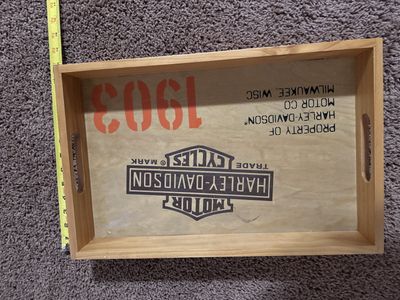 MOTOR
HARLEY-DAVIDSON
TRADE ® MARK
CYCLES
PROPERTY OF
HARLEY-DAVIDSON®
MOTOR CO
MILWAUKEE, WISC
1903